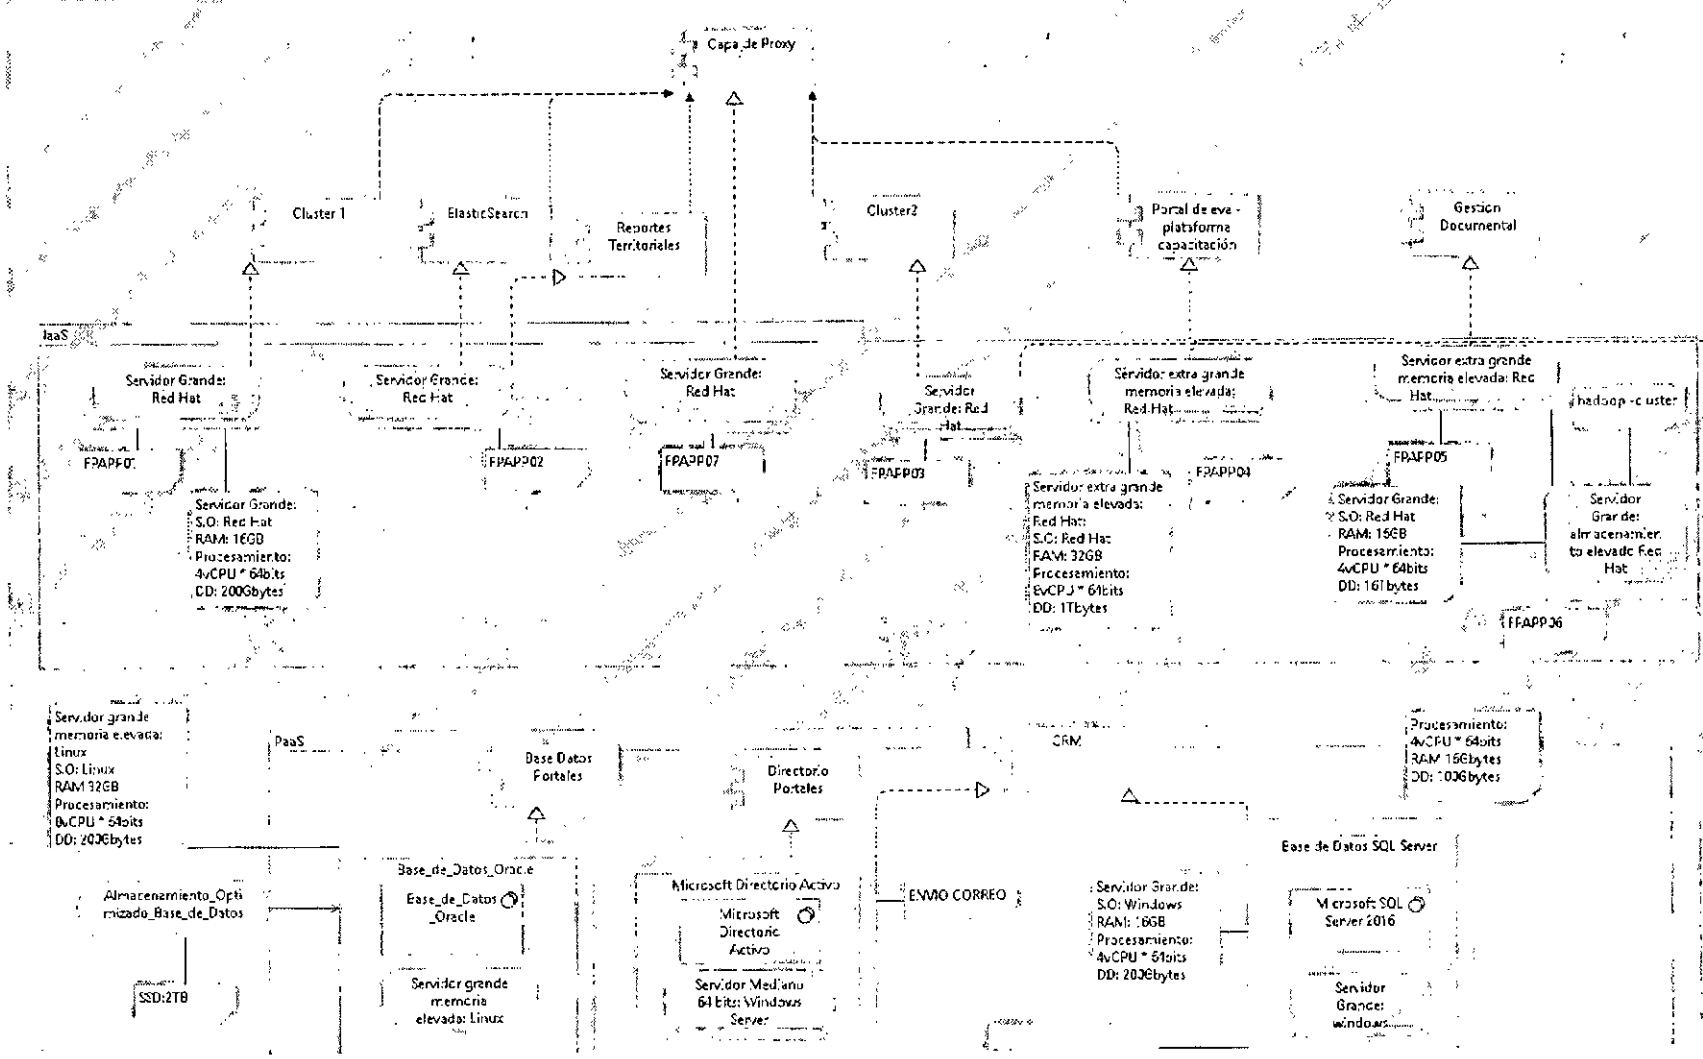 Capa de Proxy
Cluster 1
ElasticSearch
Reportes
Territoriales
Cluster2
Portal de eva -
plataforma
capacitación
Gestion
Documental
IaaS
Servidor Grande:
Red Hat
Servidor Grande:
Red Hat
Servidor Grande:
Red Hat
Servidor
Grande: Red
Hat
Servidor extra grande
memoria elevada:
Red Hat
Servidor extra grande
memoria elevada: Red
Hat
hadoop-cluster
FPAPP01
FPAPP02
FPAPP07
FPAPP03
FPAPP04
FPAPP05
Servidor Grande:
S.O: Red Hat
RAM: 16GB
Procesamiento:
4vCPU * 64bits
DD: 200Gbytes
Servidor extra grande
memoria elevada:
Red Hat:
S.O: Red Hat
RAM: 32GB
Procesamiento:
8vCPU * 64bits
DD: 1Tbytes
Servidor Grande:
S.O: Red Hat
RAM: 16GB
Procesamiento:
4vCPU * 64bits
DD: 16Tbytes
Servidor
Grande:
almacenamien
to elevado Red
Hat
FPAPP06
Servidor grande
memoria elevada:
Linux
S.O: Linux
RAM 32GB
Procesamiento:
8vCPU * 64bits
DD: 200Gbytes
PaaS
Base Datos
Portales
Directorio
Portales
CRM
Procesamiento:
4vCPU * 64bits
RAM 16Gbytes
DD: 100Gbytes
Almacenamiento_Opti
mizado_Base_de_Datos
SSD:2TB
Base_de_Datos_Oracle
Base_de_Datos
_Oracle
Servidor grande
memoria
elevada: Linux
Microsoft Directorio Activo
Microsoft
Directorio
Activo
Servidor Mediano
64 bits: Windows
Server
ENVIO CORREO
Servidor Grande:
S.O: Windows
RAM: 16GB
Procesamiento:
4vCPU * 64bits
DD: 200Gbytes
Base de Datos SQL Server
Microsoft SQL
Server 2016
Servidor
Grande:
windows